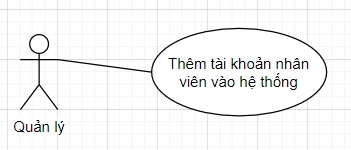 Thêm tài khoản nhân
viên vào hệ thống
Quản lý